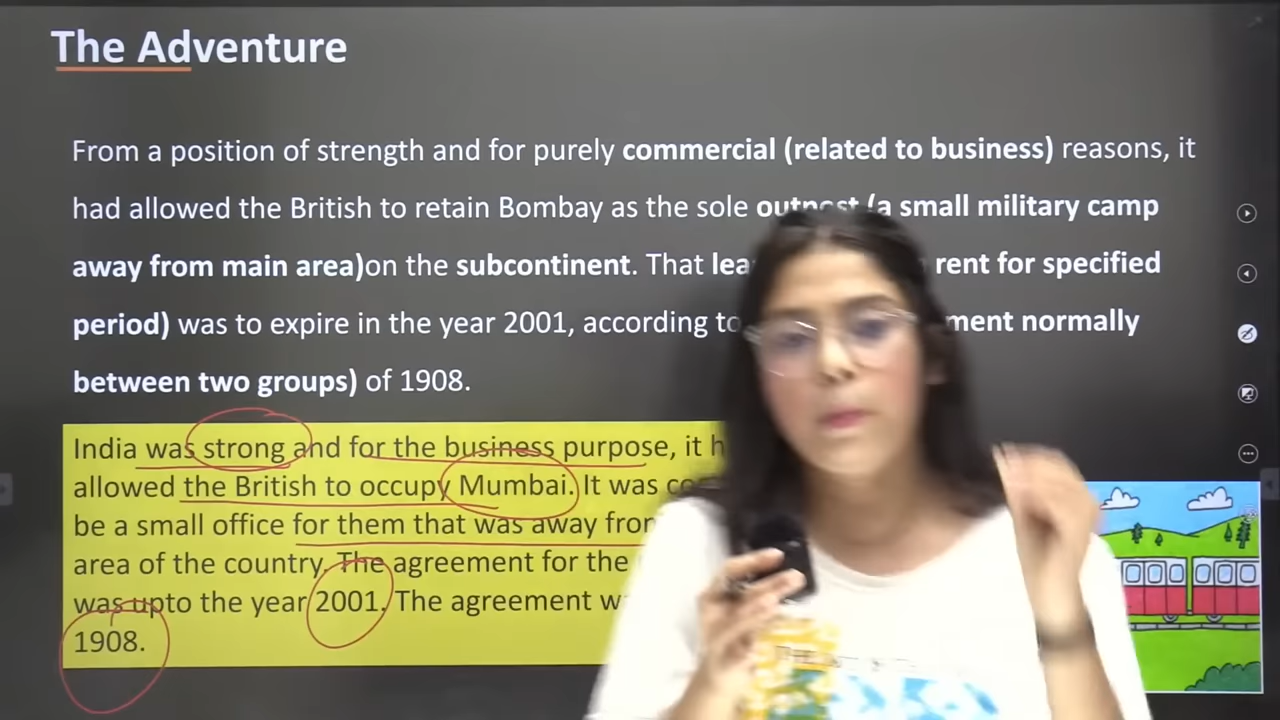 The Adventure
From a position of strength and for purely commercial (related to business) reasons, it
had allowed the British to retain Bombay as the sole outpost (a small military camp
away from main area)on the subcontinent. That rent for specified
period) was to expire in the year 2001, according to normally
between two groups) of 1908.
India was strong and for the business purpose, it
allowed the British to occupy Mumbai. It was
be a small office for them that was away
area of the country. The agreement for the
was upto the year 2001. The agreement
1908.